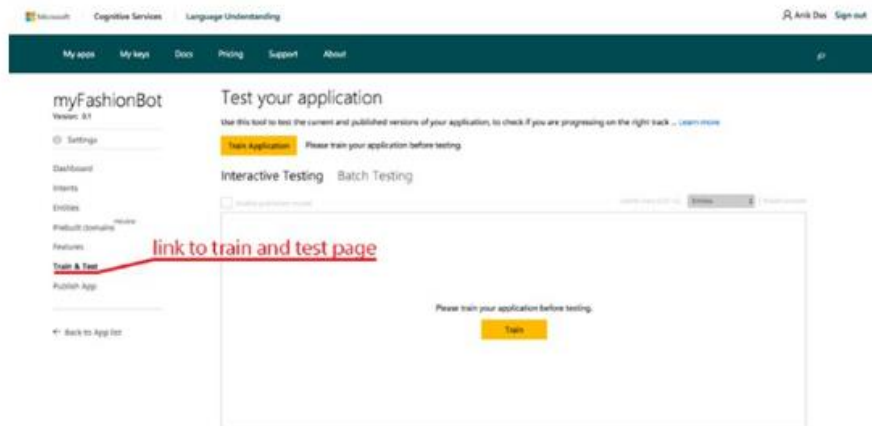 Microsoft Cognitive Services Language Understanding Anik Das Sign out
My apps My keys Docs Pricing Support About
myFashionBot
Version: 0.1
Settings
Dashboard
Intents
Entities
Prebuilt domains
Features
Train & Test
Publish App
← Back to App list
Test your application
Use this tool to test the current and published versions of your application, to check if you are progressing on the right track ... Learn more
Train Application Please train your application before testing.
Interactive Testing Batch Testing
Entities
link to train and test page
Please train your application before testing.
Train